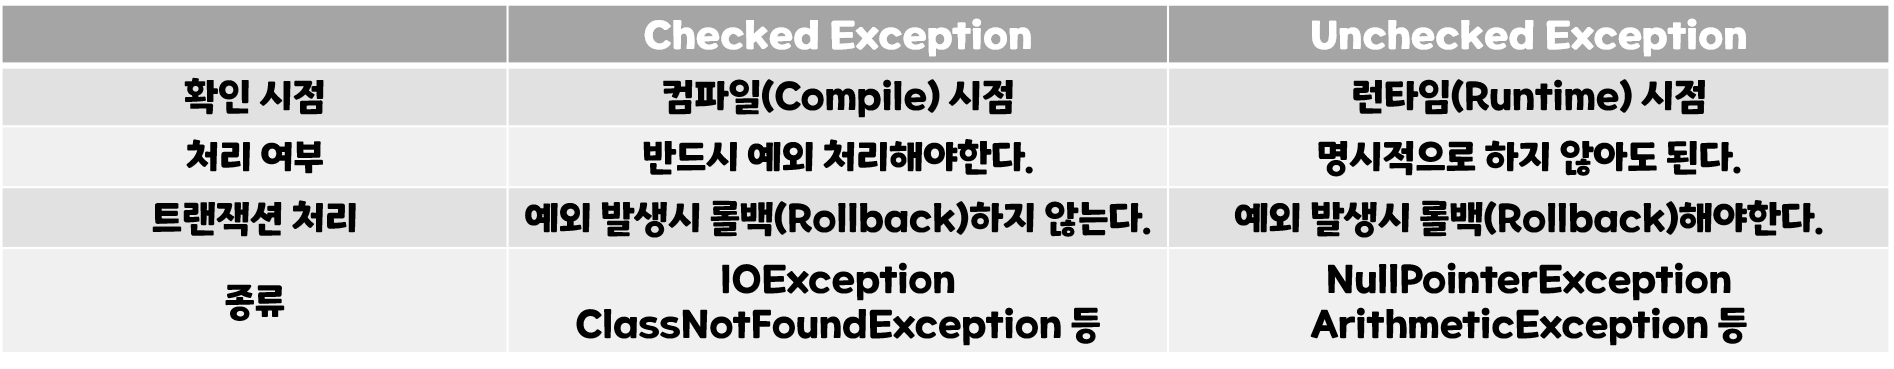 Checked Exception Unchecked Exception
확인 시점 컴파일(Compile) 시점 런타임(Runtime) 시점
처리 여부 반드시 예외 처리해야한다. 명시적으로 하지 않아도 된다.
트랜잭션 처리 예외 발생시 롤백(Rollback)하지 않는다. 예외 발생시 롤백(Rollback)해야한다.
종류 IOException NullPointerException
ClassNotFoundException 등 ArithmeticException 등